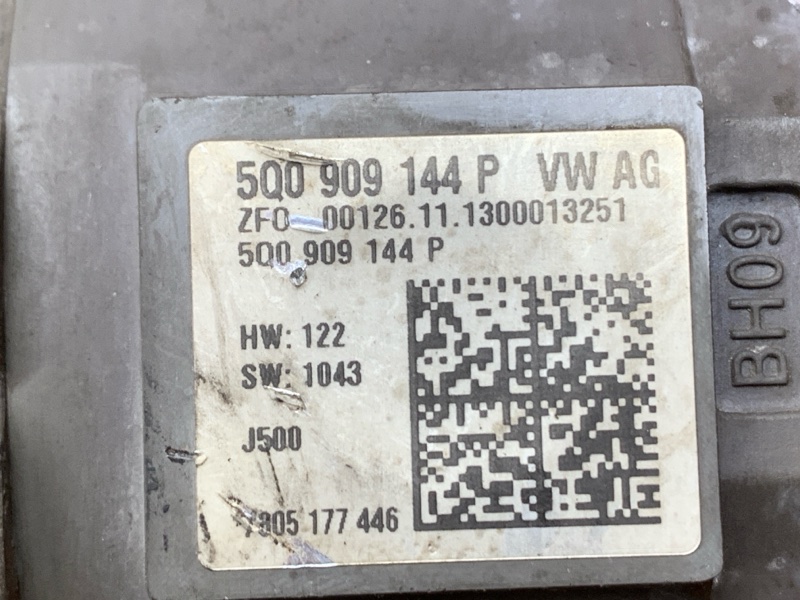 5Q0 909 144 P VW AG
00126.11.1300013251
5Q0 909 144 P
HW: 122
SW: 1043
J500
7805 177 446
BH09